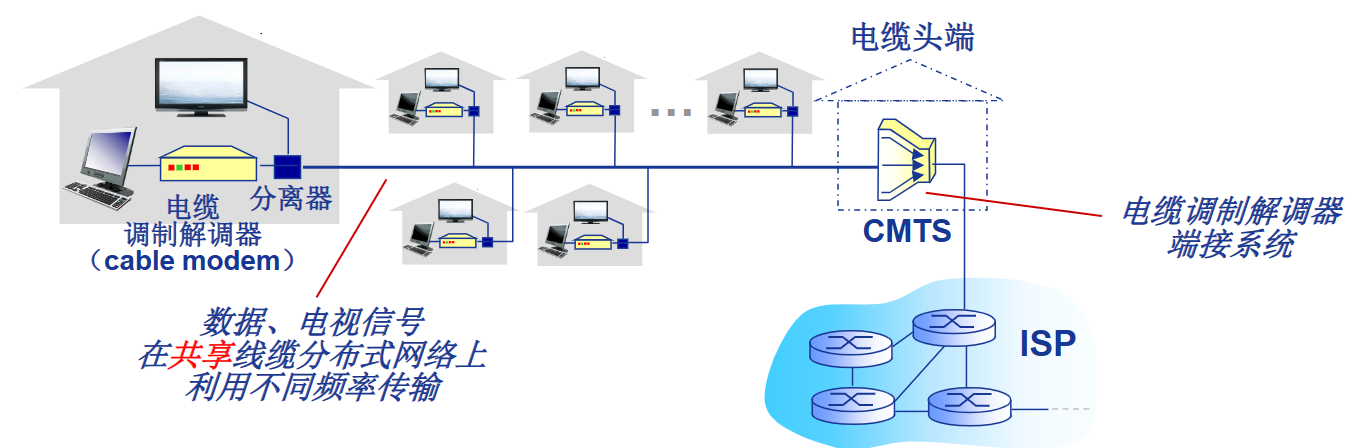 电缆头端
分离器
电缆
调制解调器
（cable modem）
CMTS
电缆调制解调器
端接系统
数据、电视信号
在共享线缆分布式网络上
利用不同频率传输
ISP